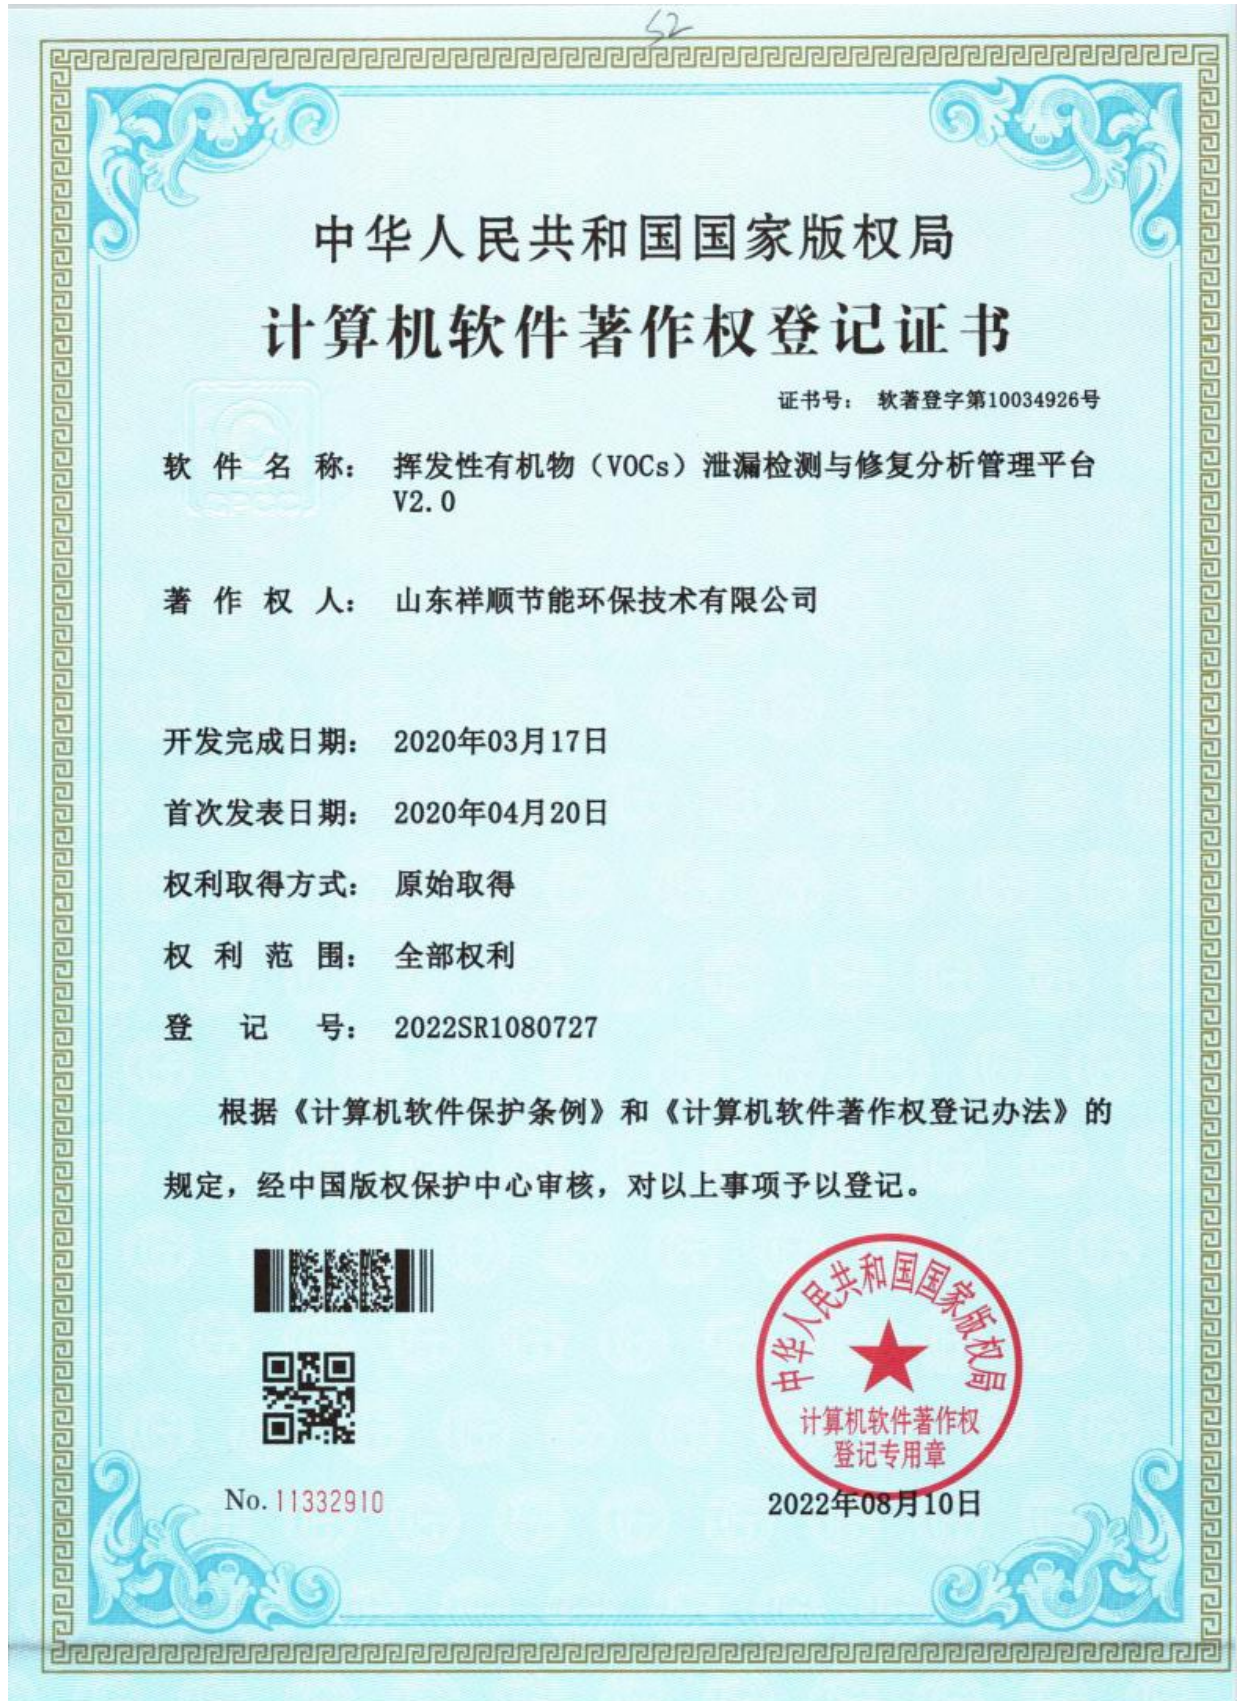 52
中华人民共和国国家版权局
计算机软件著作权登记证书
证书号: 软著登字第10034926号
软件名称: 挥发性有机物（VOCs）泄漏检测与修复分析管理平台
V2.0
著作权人: 山东祥顺节能环保技术有限公司
开发完成日期: 2020年03月17日
首次发表日期: 2020年04月20日
权利取得方式: 原始取得
权利范围: 全部权利
登记号: 2022SR1080727
根据《计算机软件保护条例》和《计算机软件著作权登记办法》的
规定，经中国版权保护中心审核，对以上事项予以登记。
中华人民共和国国家版权局
计算机软件著作权
登记专用章
No. 11332910
2022年08月10日